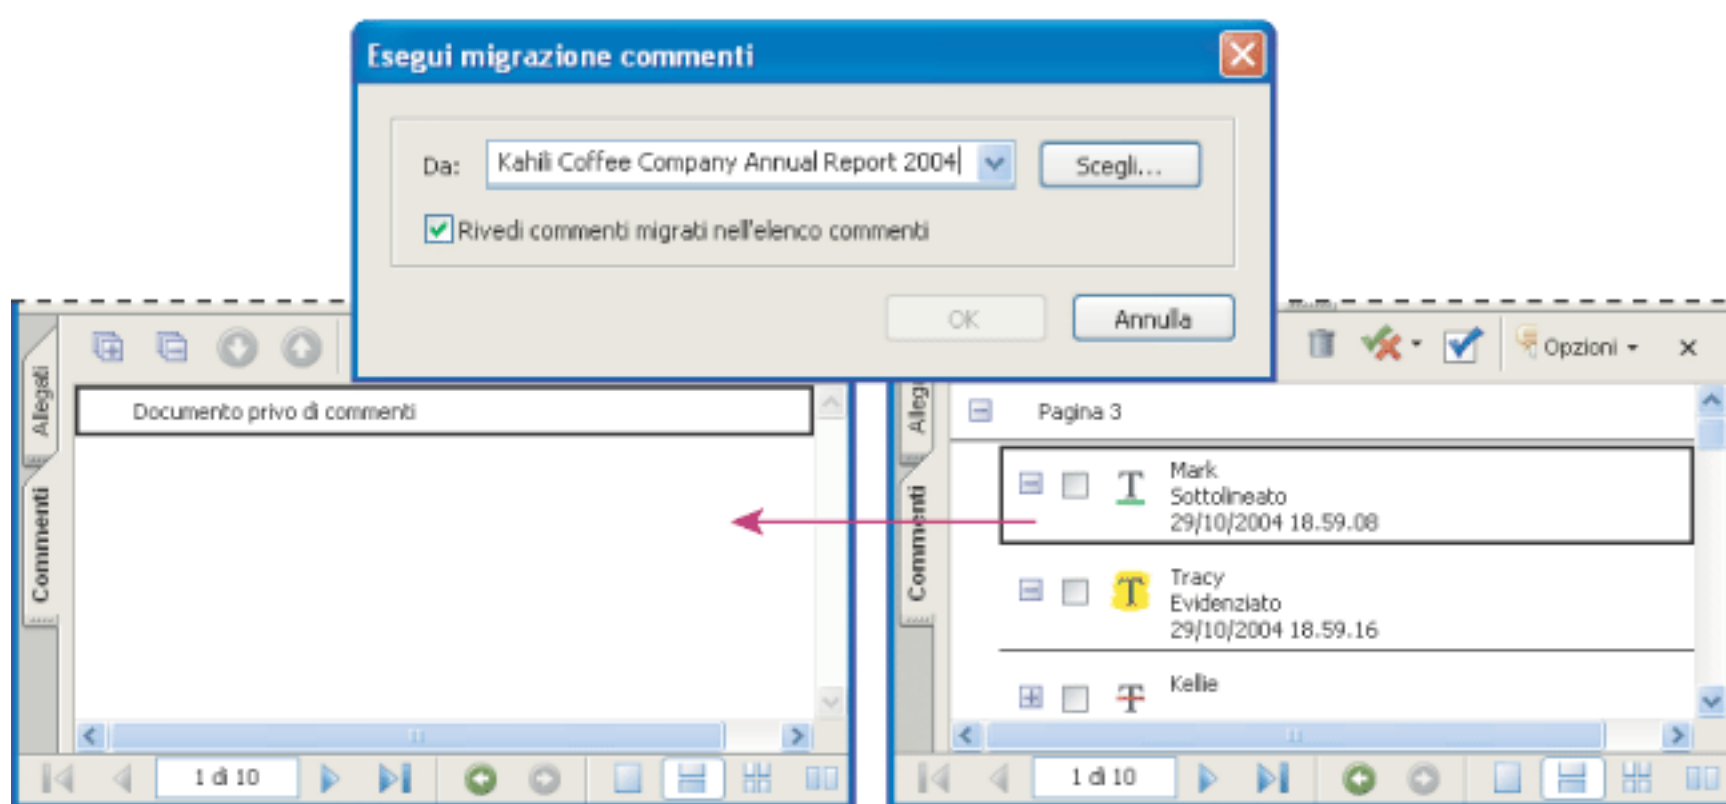 Esegui migrazione commenti
Da:
Kahili Coffee Company Annual Report 2004
Scegli...
Rivedi commenti migrati nell'elenco commenti
OK
Annulla
Allegati
Commenti
Documento privo di commenti
1 di 10
Opzioni
Alleg
Commenti
Pagina 3
Mark
Sottolineato
29/10/2004 18.59.08
Tracy
Evidenziato
29/10/2004 18.59.16
Kellie
1 di 10